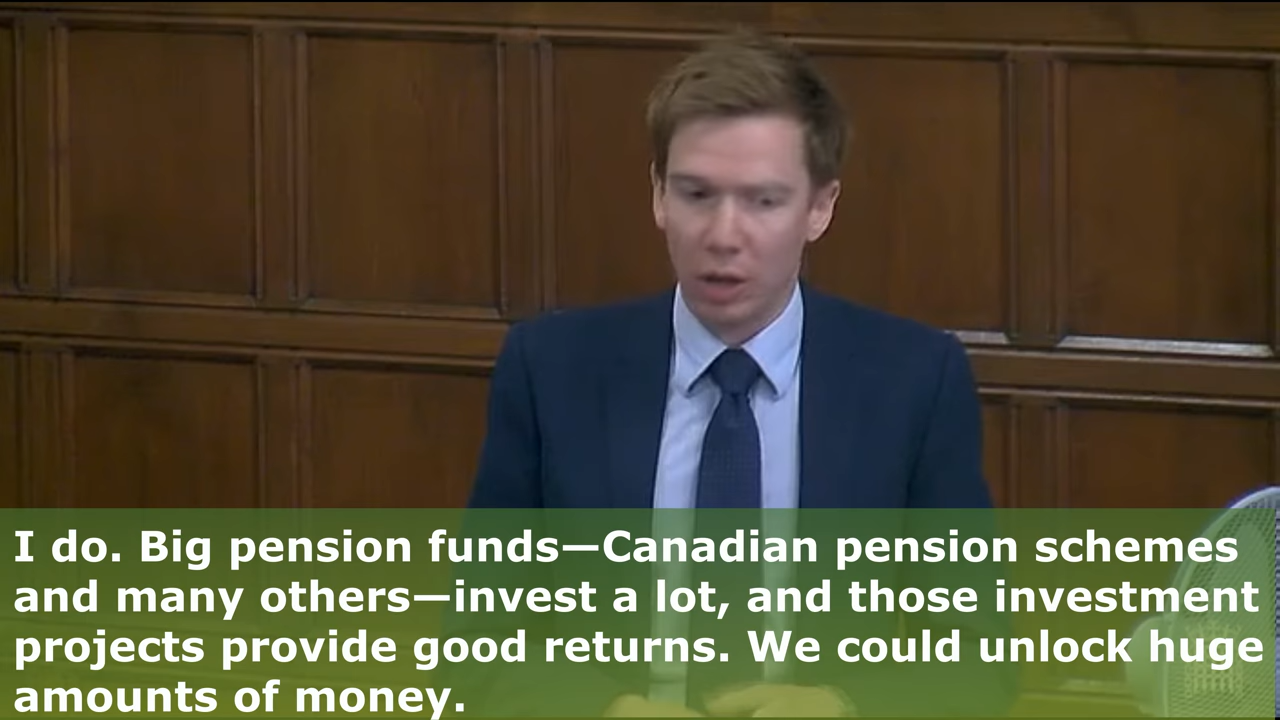 I do. Big pension funds—Canadian pension schemes
and many others—invest a lot, and those investment
projects provide good returns. We could unlock huge
amounts of money.